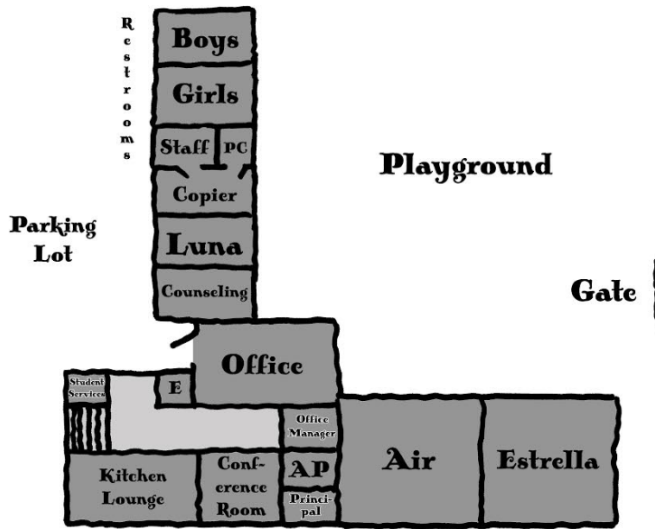 Restrooms
Boys
Girls
Staff
PC
Copier
Playground
Parking
Lot
Luna
Counseling
Gate
Office
Student
Services
E
Office
Manager
Kitchen
Lounge
Conf-
erence
Room
AP
Princi-
pal
Air
Estrella